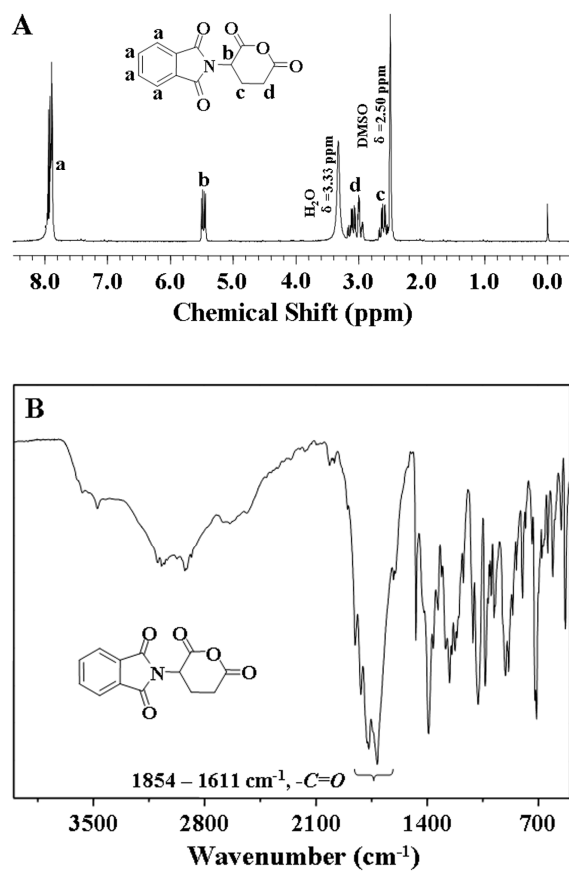 A
a
a
a
a
O
O
N
b
O
O
O
c
d
a
b
H2O
δ =3.33 ppm
d
DMSO
δ =2.50 ppm
c
8.0 7.0 6.0 5.0 4.0 3.0 2.0 1.0 0.0
Chemical Shift (ppm)
B
O
O
N
O
O
O
1854 – 1611 cm-1, -C=O
3500 2800 2100 1400 700
Wavenumber (cm-1)